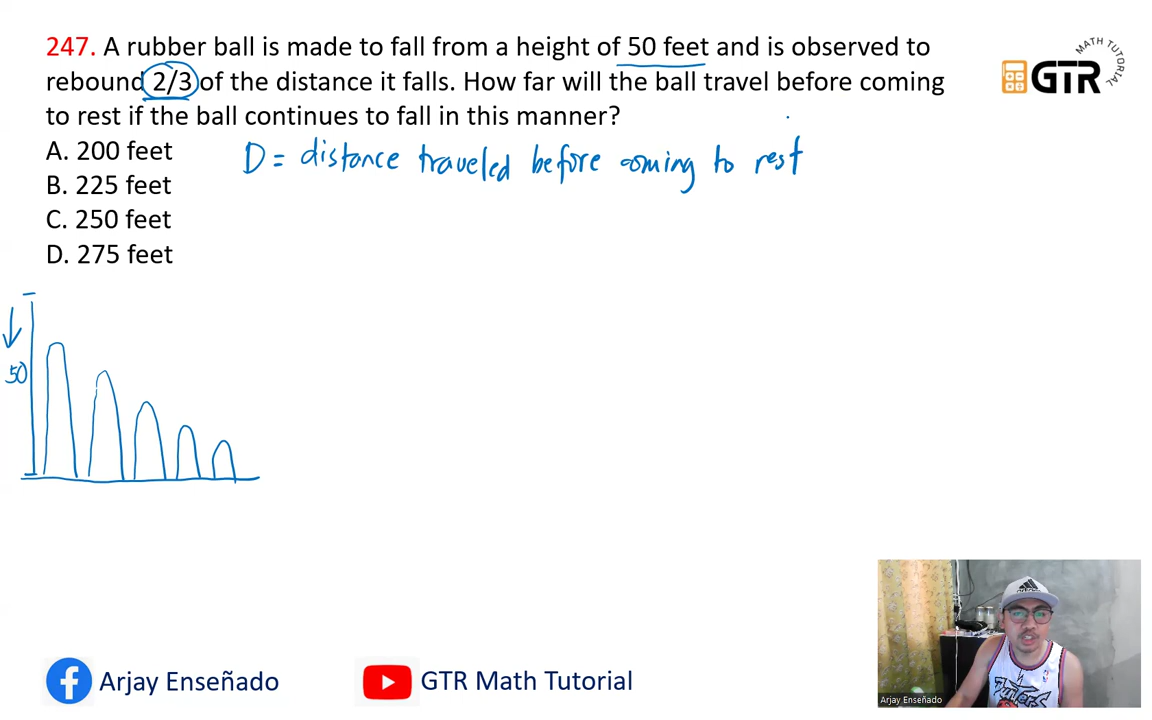 247. A rubber ball is made to fall from a height of 50 feet and is observed to
rebound 2/3 of the distance it falls. How far will the ball travel before coming
to rest if the ball continues to fall in this manner?
A. 200 feet
B. 225 feet
C. 250 feet
D. 275 feet
D = distance traveled before coming to rest
50
GTR
MATH TUTORIAL
Arjay Enseñado
GTR Math Tutorial
Arjay Enseñado